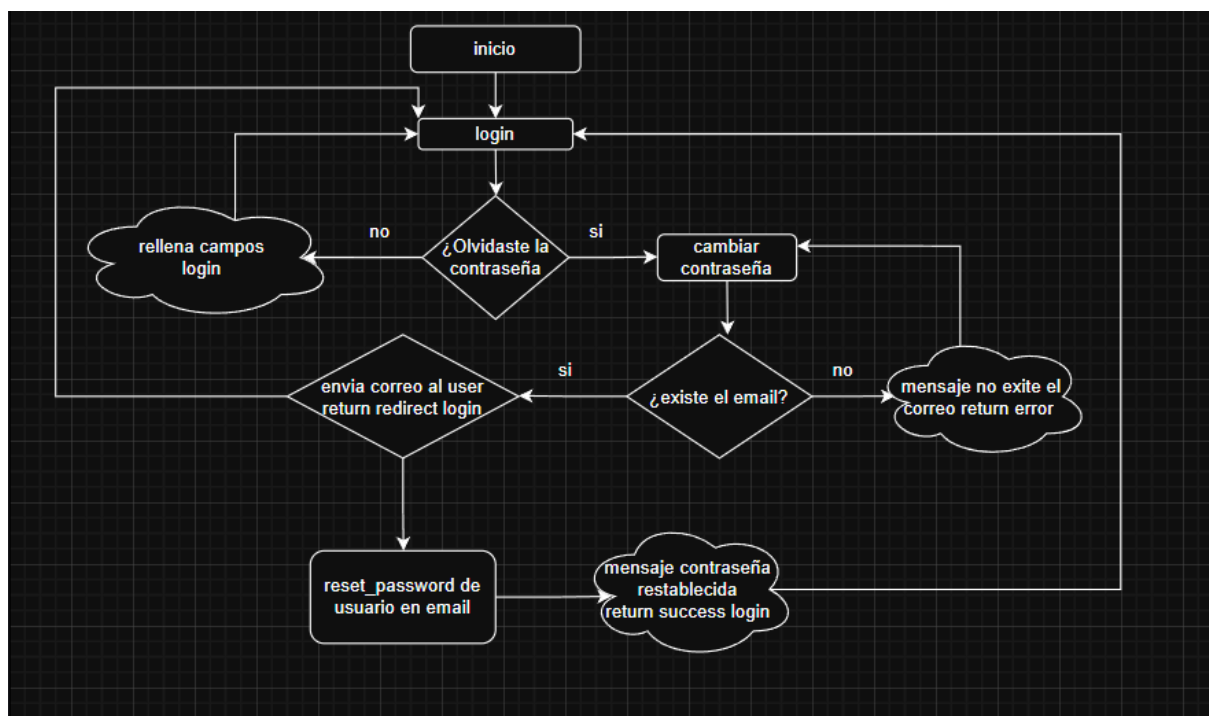 inicio
login
no
¿Olvidaste la
contraseña
si
rellena campos
login
cambiar
contraseña
envia correo al user
return redirect login
si
¿existe el email?
no
mensaje no exite el
correo return error
reset_password de
usuario en email
mensaje contraseña
restablecida
return success login